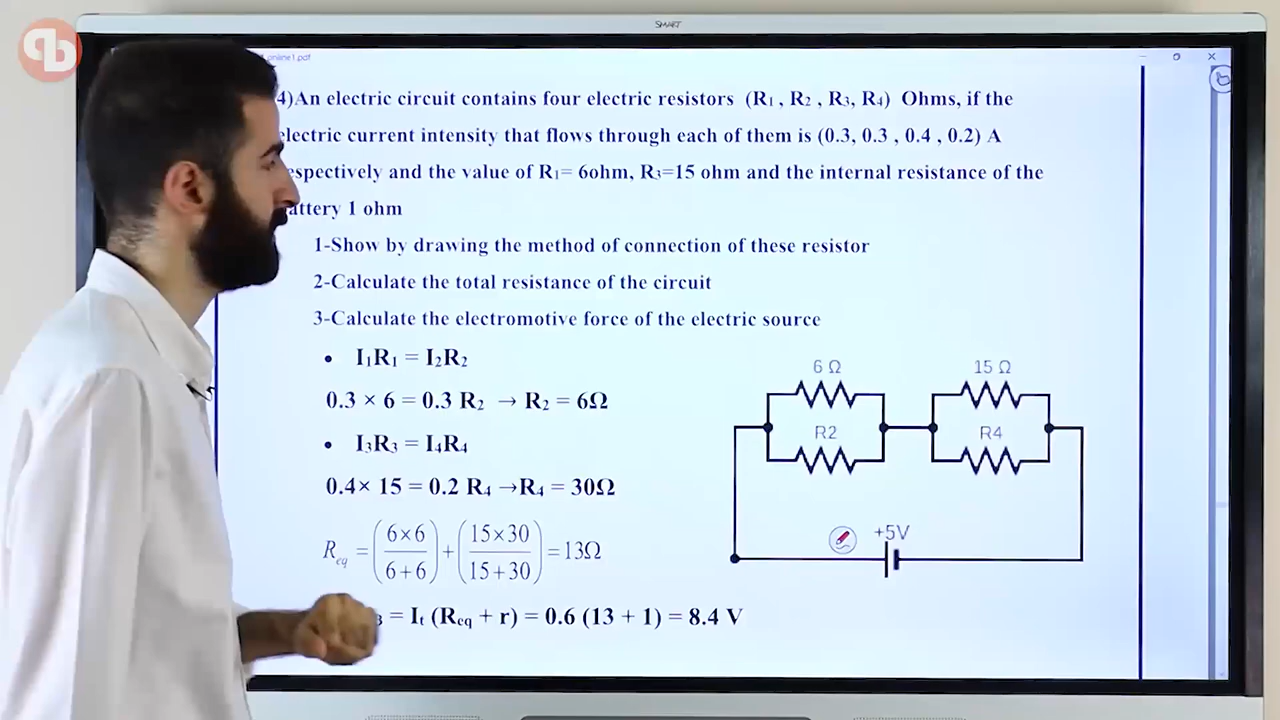 SMART
online1.pdf
4)An electric circuit contains four electric resistors (R₁ , R₂ , R₃, R₄) Ohms, if the
electric current intensity that flows through each of them is (0.3, 0.3 , 0.4 , 0.2) A
espectively and the value of R₁= 6ohm, R₃=15 ohm and the internal resistance of the
attery 1 ohm
1-Show by drawing the method of connection of these resistor
2-Calculate the total resistance of the circuit
3-Calculate the electromotive force of the electric source
• I₁R₁ = I₂R₂
0.3 × 6 = 0.3 R₂ → R₂ = 6Ω
• I₃R₃ = I₄R₄
0.4× 15 = 0.2 R₄ →R₄ = 30Ω
R_eq = (6×6 / 6+6) + (15×30 / 15+30) = 13Ω
= Iₜ (R_eq + r) = 0.6 (13 + 1) = 8.4 V
6 Ω 15 Ω
R2 R4
+5V